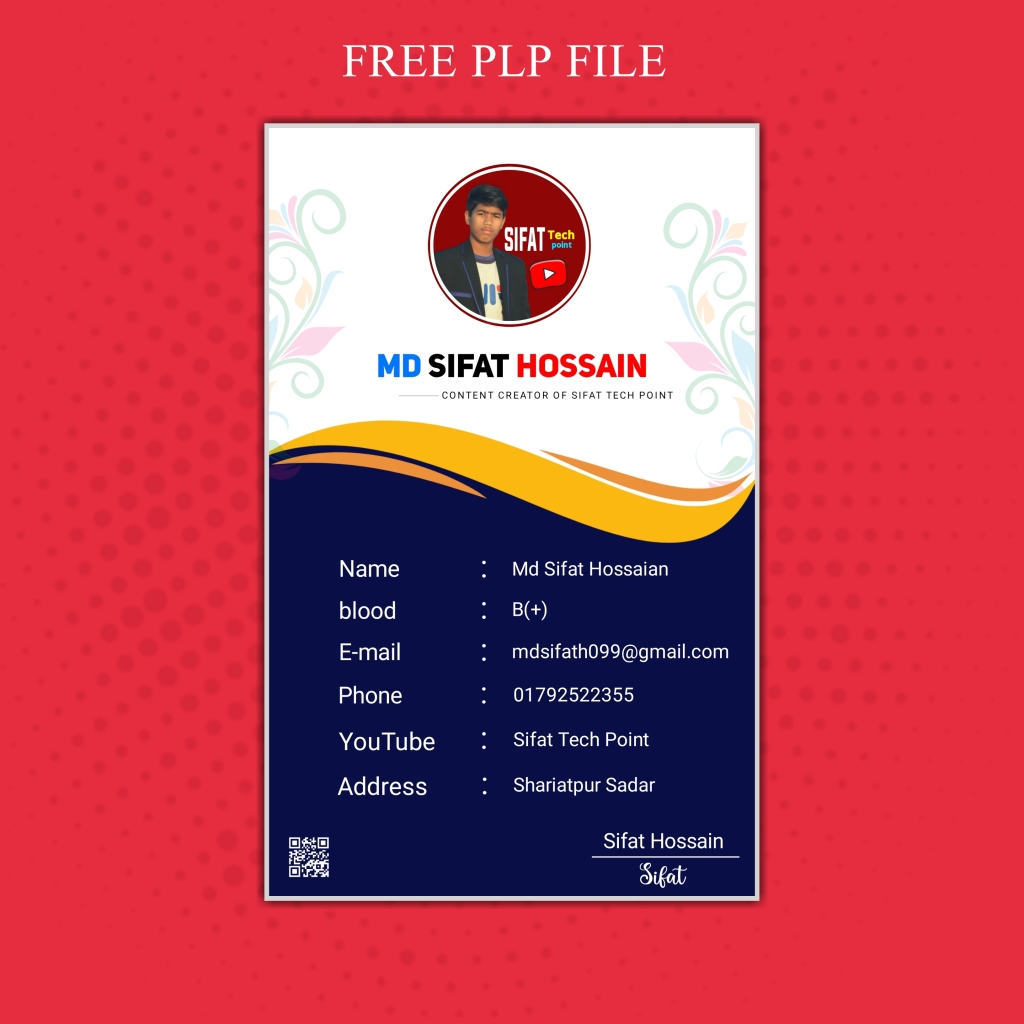 FREE PLP FILE
SIFAT Tech
point
MD SIFAT HOSSAIN
CONTENT CREATOR OF SIFAT TECH POINT
Name : Md Sifat Hossaian
blood : B(+)
E-mail : mdsifath099@gmail.com
Phone : 01792522355
YouTube : Sifat Tech Point
Address : Shariatpur Sadar
Sifat Hossain
Sifat